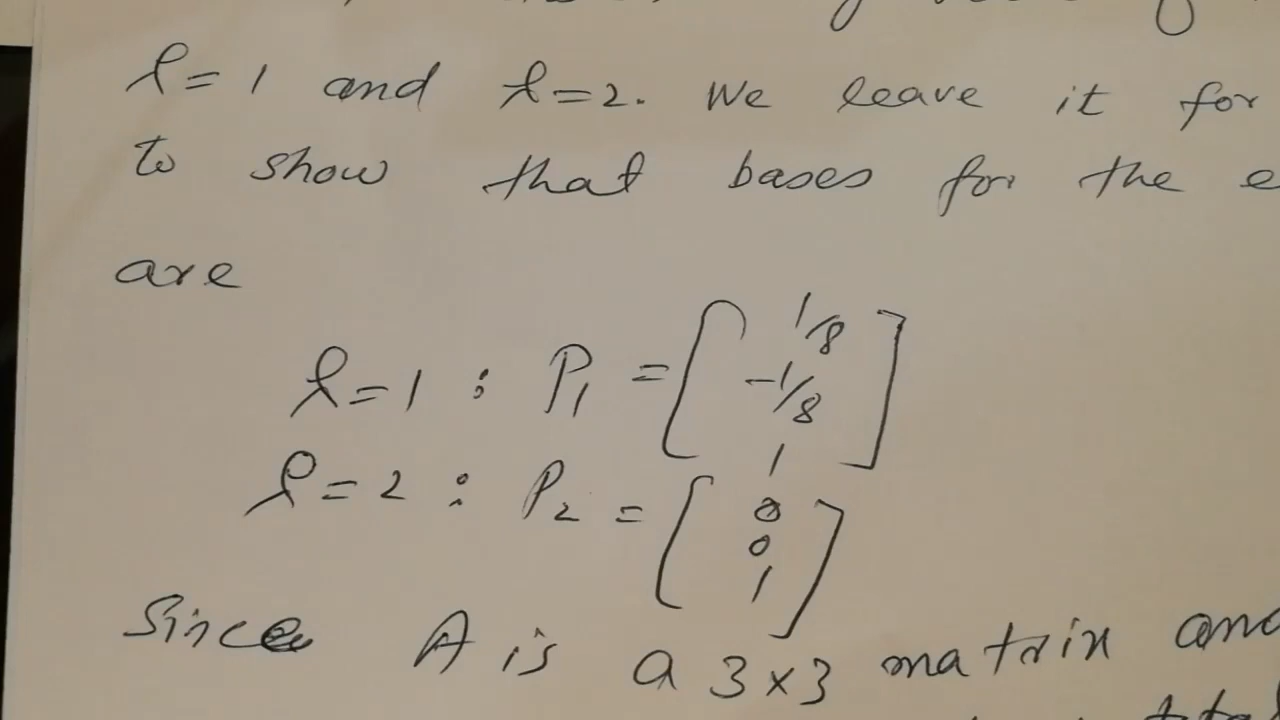 λ=1 and λ=2. We leave it for
to show that bases for the e
are
λ=1 : P₁ = [ 1/8 -1/8 1 ]
λ=2 : P₂ = [ 0 0 1 ]
Since A is a 3×3 matrix and